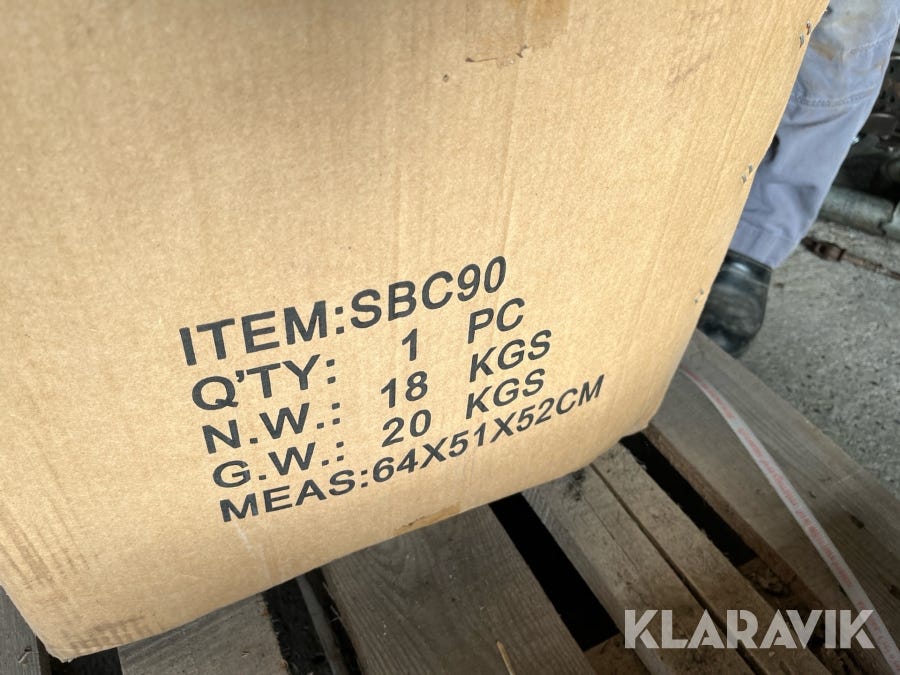 ITEM:SBC90
Q'TY: 1 PC
N.W.: 18 KGS
G.W.: 20 KGS
MEAS:64X51X52CM
KLARAVIK